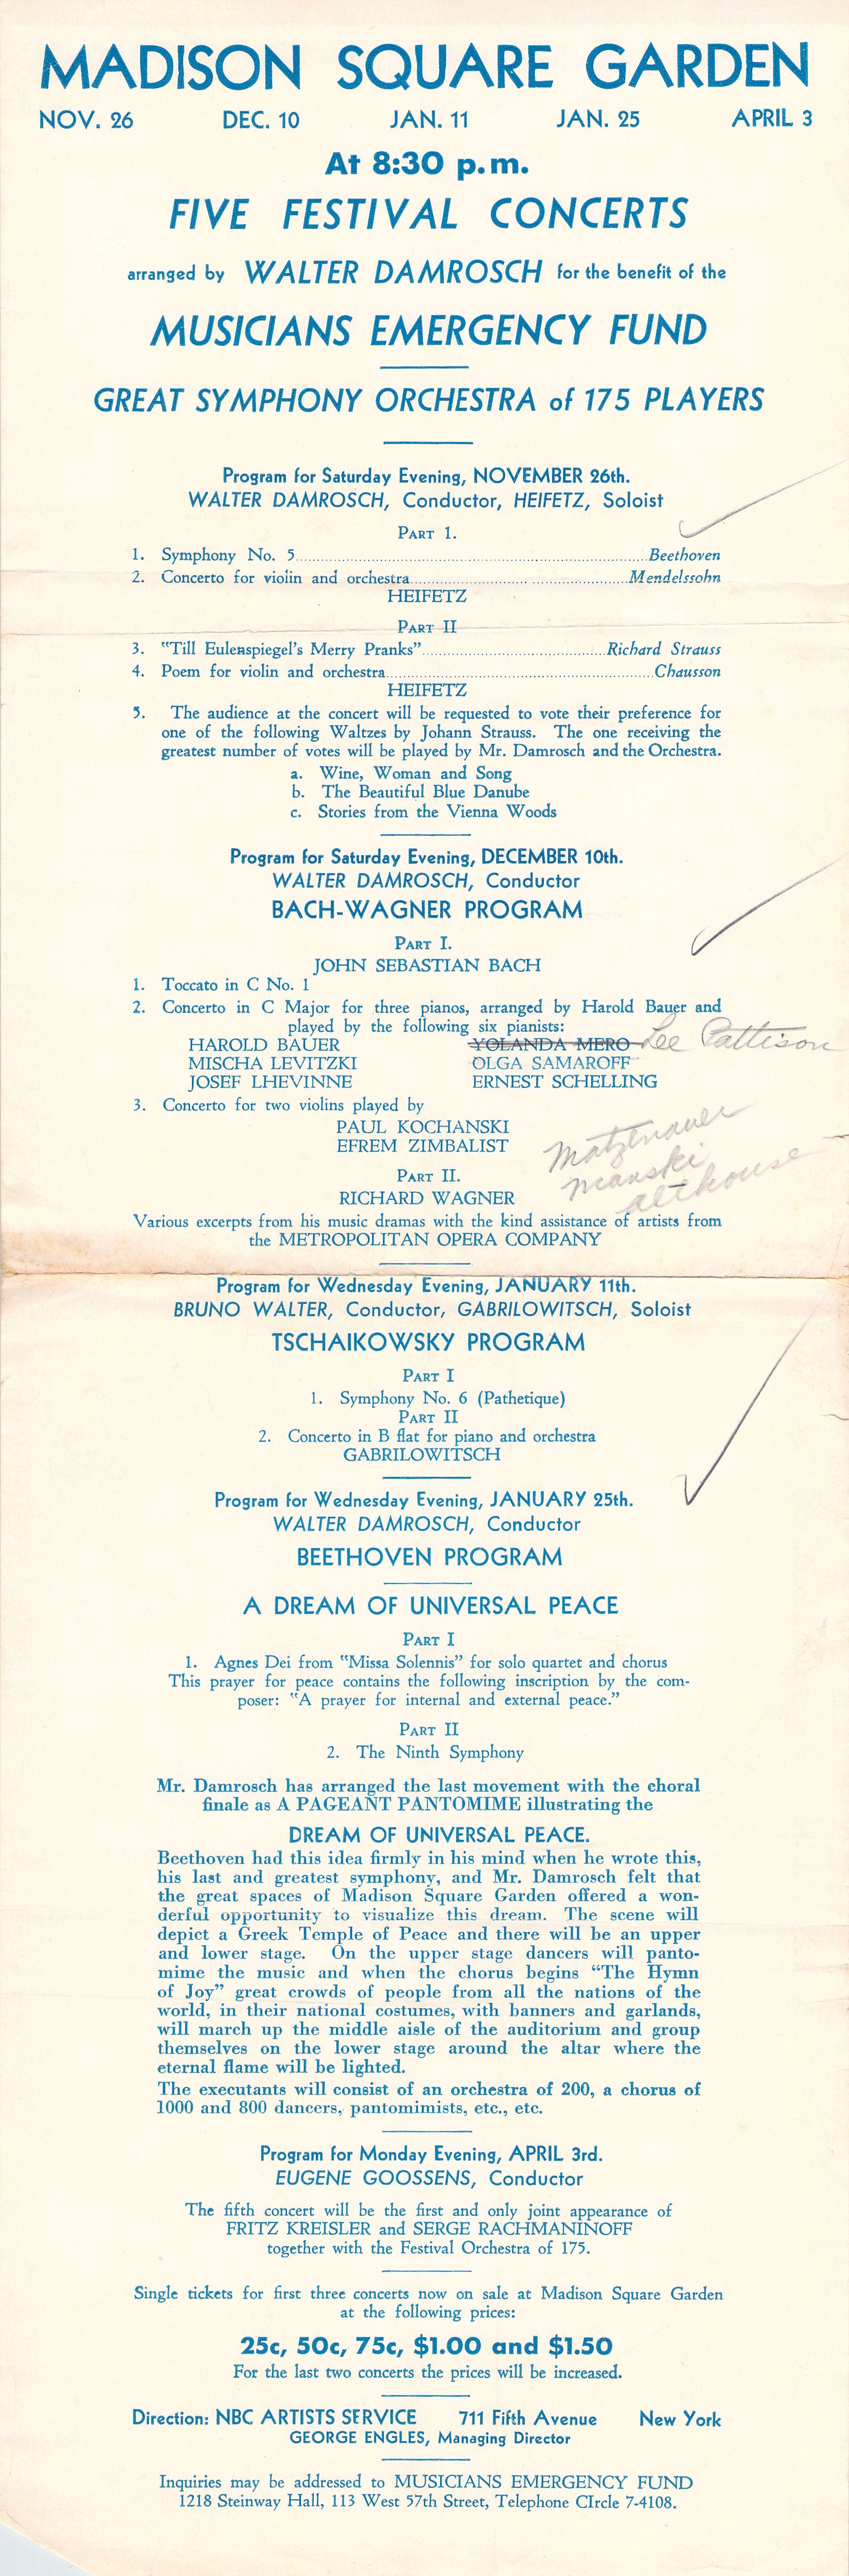 MADISON SQUARE GARDEN
NOV. 26 DEC. 10 JAN. 11 JAN. 25 APRIL 3
At 8:30 p.m.
FIVE FESTIVAL CONCERTS
arranged by WALTER DAMROSCH for the benefit of the
MUSICIANS EMERGENCY FUND
GREAT SYMPHONY ORCHESTRA of 175 PLAYERS
Program for Saturday Evening, NOVEMBER 26th.
WALTER DAMROSCH, Conductor, HEIFETZ, Soloist
PART 1.
1. Symphony No. 5......Beethoven
2. Concerto for violin and orchestra......Mendelssohn
HEIFETZ
PART II
3. "Till Eulenspiegel's Merry Pranks"......Richard Strauss
4. Poem for violin and orchestra......Chausson
HEIFETZ
5. The audience at the concert will be requested to vote their preference for
one of the following Waltzes by Johann Strauss. The one receiving the
greatest number of votes will be played by Mr. Damrosch and the Orchestra.
a. Wine, Woman and Song
b. The Beautiful Blue Danube
c. Stories from the Vienna Woods
Program for Saturday Evening, DECEMBER 10th.
WALTER DAMROSCH, Conductor
BACH-WAGNER PROGRAM
PART I.
JOHN SEBASTIAN BACH
1. Toccato in C No. 1
2. Concerto in C Major for three pianos, arranged by Harold Bauer and
played by the following six pianists:
HAROLD BAUER YOLANDA MERO Lee Pattison
MISCHA LEVITZKI OLGA SAMAROFF
JOSEF LHEVINNE ERNEST SCHELLING
3. Concerto for two violins played by
PAUL KOCHANSKI
EFREM ZIMBALIST
Matzenauer
Manski
Althouse
PART II.
RICHARD WAGNER
Various excerpts from his music dramas with the kind assistance of artists from
the METROPOLITAN OPERA COMPANY
Program for Wednesday Evening, JANUARY 11th.
BRUNO WALTER, Conductor, GABRILOWITSCH, Soloist
TSCHAIKOWSKY PROGRAM
PART I
1. Symphony No. 6 (Pathetique)
PART II
2. Concerto in B flat for piano and orchestra
GABRILOWITSCH
Program for Wednesday Evening, JANUARY 25th.
WALTER DAMROSCH, Conductor
BEETHOVEN PROGRAM
A DREAM OF UNIVERSAL PEACE
PART I
1. Agnes Dei from "Missa Solennis" for solo quartet and chorus
This prayer for peace contains the following inscription by the com-
poser: "A prayer for internal and external peace."
PART II
2. The Ninth Symphony
Mr. Damrosch has arranged the last movement with the choral
finale as A PAGEANT PANTOMIME illustrating the
DREAM OF UNIVERSAL PEACE.
Beethoven had this idea firmly in his mind when he wrote this,
his last and greatest symphony, and Mr. Damrosch felt that
the great spaces of Madison Square Garden offered a won-
derful opportunity to visualize this dream. The scene will
depict a Greek Temple of Peace and there will be an upper
and lower stage. On the upper stage dancers will panto-
mime the music and when the chorus begins "The Hymn
of Joy" great crowds of people from all the nations of the
world, in their national costumes, with banners and garlands,
will march up the middle aisle of the auditorium and group
themselves on the lower stage around the altar where the
eternal flame will be lighted.
The executants will consist of an orchestra of 200, a chorus of
1000 and 800 dancers, pantomimists, etc., etc.
Program for Monday Evening, APRIL 3rd.
EUGENE GOOSSENS, Conductor
The fifth concert will be the first and only joint appearance of
FRITZ KREISLER and SERGE RACHMANINOFF
together with the Festival Orchestra of 175.
Single tickets for first three concerts now on sale at Madison Square Garden
at the following prices:
25c, 50c, 75c, $1.00 and $1.50
For the last two concerts the prices will be increased.
Direction: NBC ARTISTS SERVICE 711 Fifth Avenue New York
GEORGE ENGLES, Managing Director
Inquiries may be addressed to MUSICIANS EMERGENCY FUND
1218 Steinway Hall, 113 West 57th Street, Telephone CIrcle 7-4108.